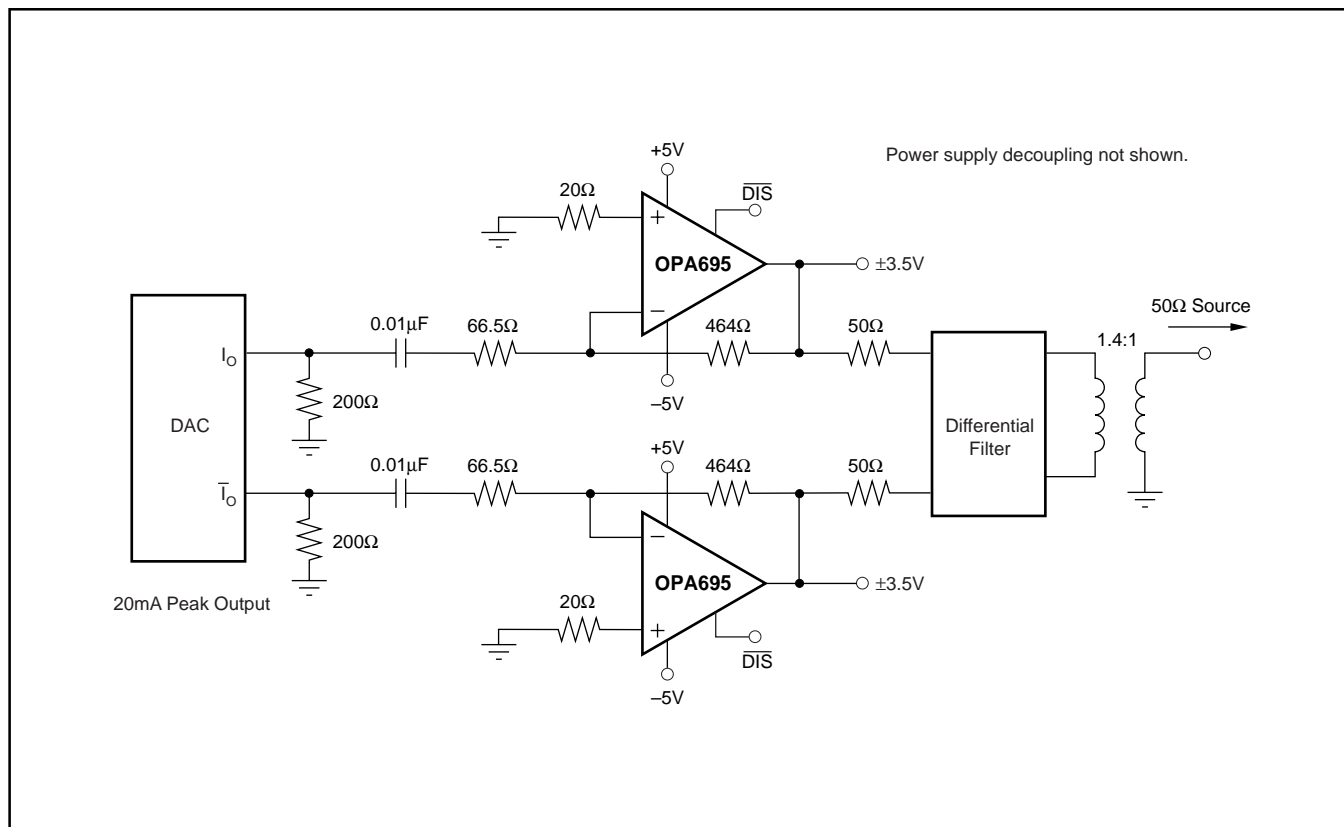 Power supply decoupling not shown.
+5V
20Ω
DIS
+
OPA695
−
±3.5V
50Ω Source
0.01µF
66.5Ω
464Ω
50Ω
1.4:1
IO
200Ω
−5V
DAC
Differential
Filter
+5V
0.01µF
66.5Ω
464Ω
50Ω
I̅O
200Ω
−
OPA695
±3.5V
20Ω
+
DIS
−5V
20mA Peak Output